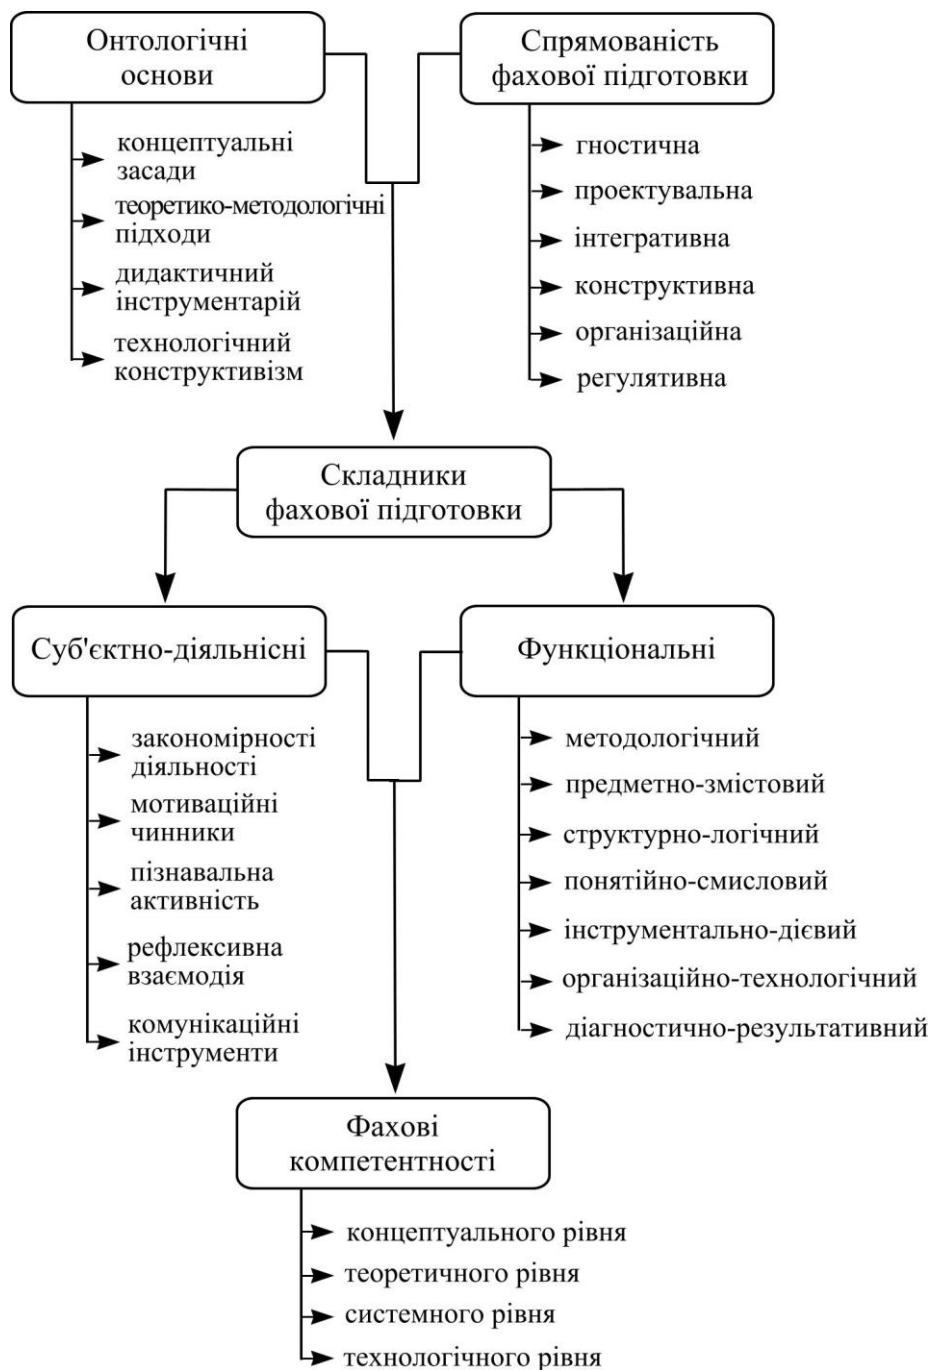 Онтологічні
основи
концептуальні
засади
теоретико-методологічні
підходи
дидактичний
інструментарій
технологічний
конструктивізм
Спрямованість
фахової підготовки
гностична
проектувальна
інтегративна
конструктивна
організаційна
регулятивна
Складники
фахової підготовки
Суб'єктно-діяльнісні
закономірності
діяльності
мотиваційні
чинники
пізнавальна
активність
рефлексивна
взаємодія
комунікаційні
інструменти
Функціональні
методологічний
предметно-змістовий
структурно-логічний
понятійно-смисловий
інструментально-дієвий
організаційно-технологічний
діагностично-результативний
Фахові
компетентності
концептуального рівня
теоретичного рівня
системного рівня
технологічного рівня